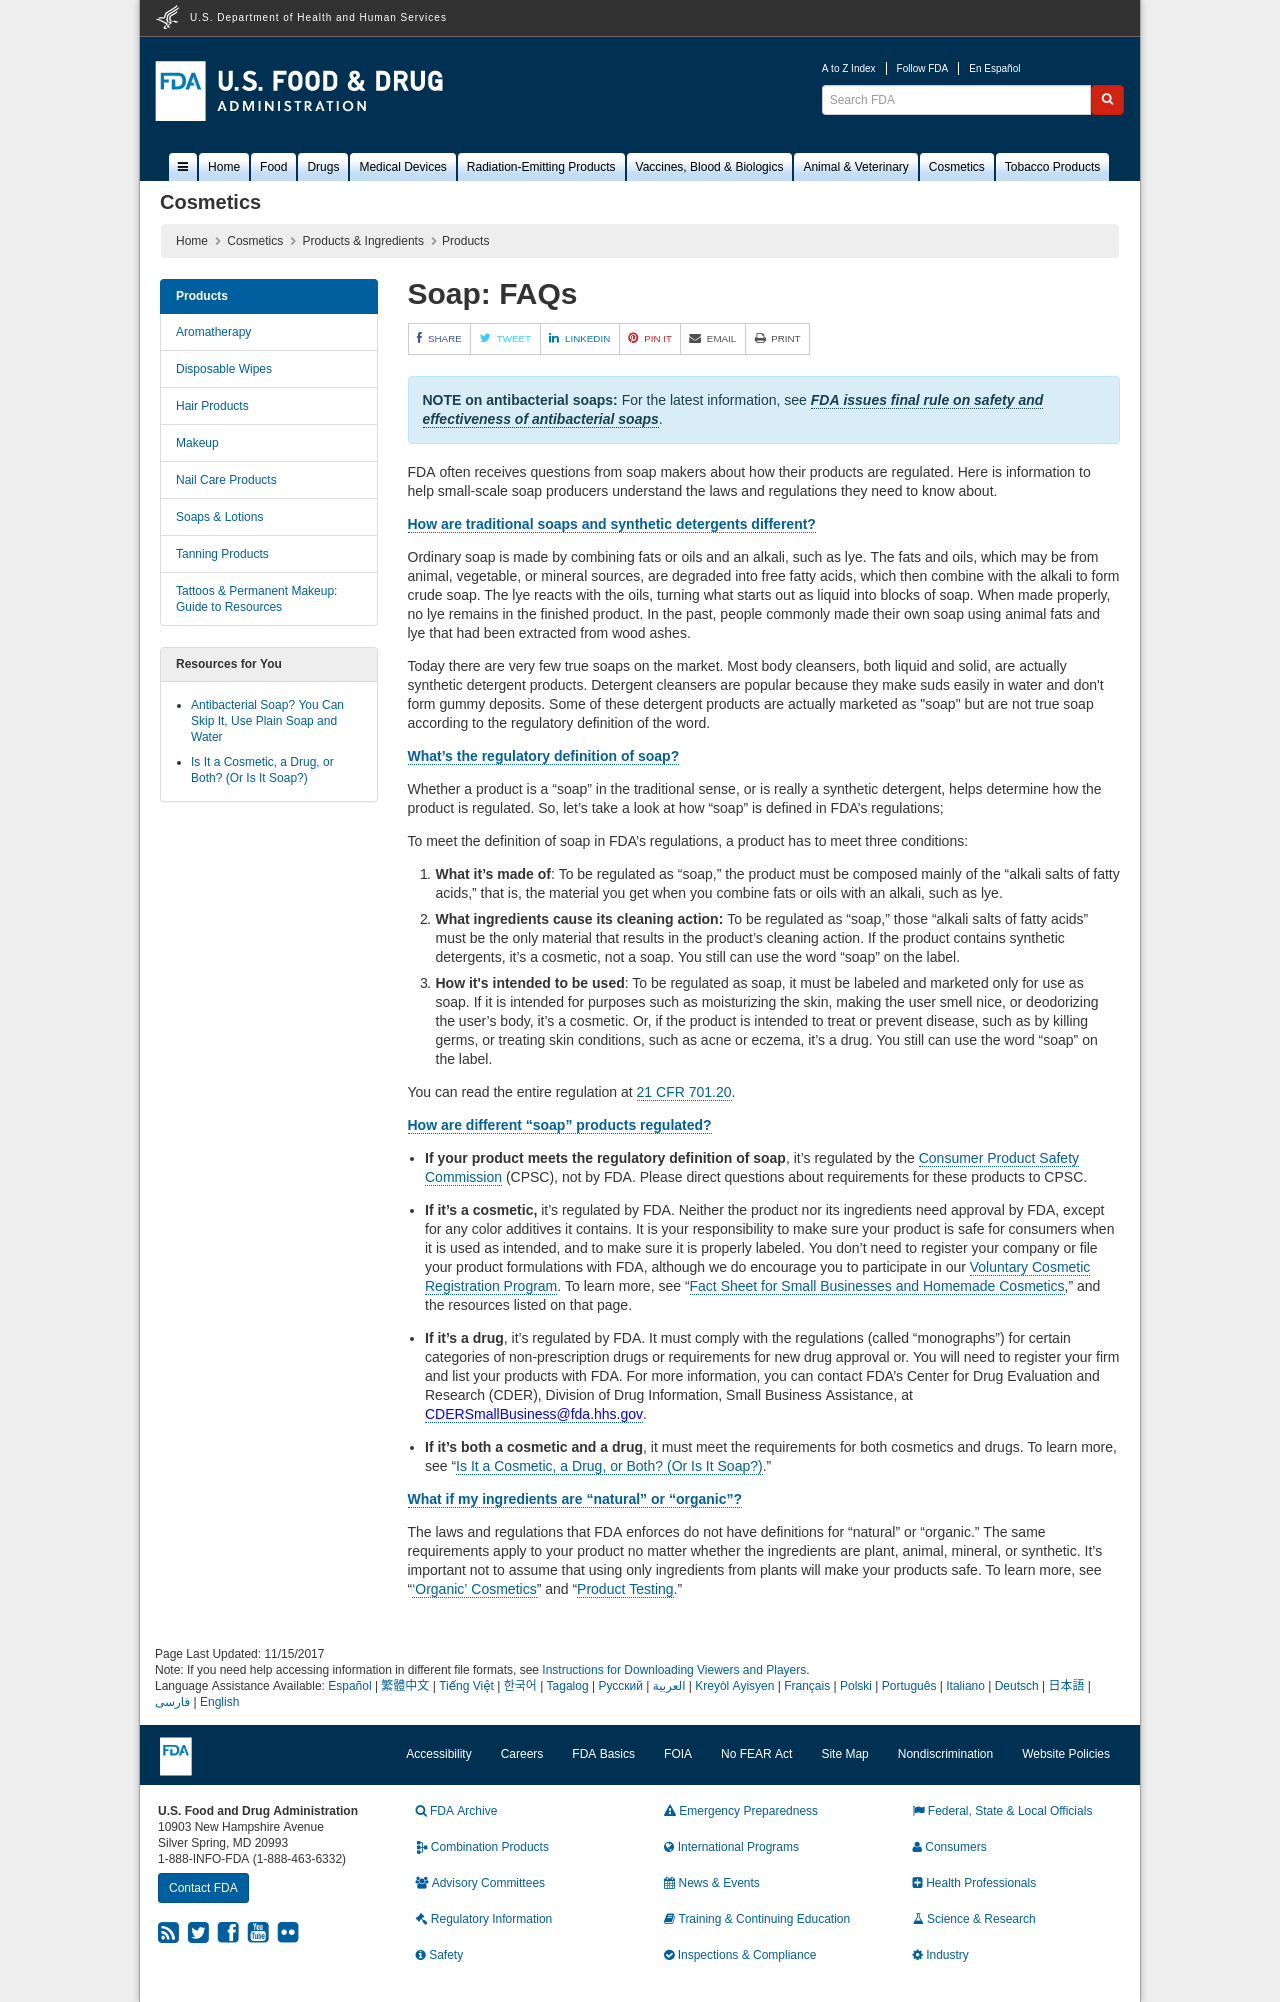 U.S. Department of Health and Human Services
FDA U.S. FOOD & DRUG
ADMINISTRATION
A to Z Index
Follow FDA
En Español
Search FDA
Home
Food
Drugs
Medical Devices
Radiation-Emitting Products
Vaccines, Blood & Biologics
Animal & Veterinary
Cosmetics
Tobacco Products
Cosmetics
Home Cosmetics Products & Ingredients Products
Products
Aromatherapy
Disposable Wipes
Hair Products
Makeup
Nail Care Products
Soaps & Lotions
Tanning Products
Tattoos & Permanent Makeup:
Guide to Resources
Resources for You
• Antibacterial Soap? You Can
Skip It, Use Plain Soap and
Water
• Is It a Cosmetic, a Drug, or
Both? (Or Is It Soap?)
Soap: FAQs
SHARE TWEET LINKEDIN PIN IT EMAIL PRINT
NOTE on antibacterial soaps: For the latest information, see FDA issues final rule on safety and
effectiveness of antibacterial soaps.
FDA often receives questions from soap makers about how their products are regulated. Here is information to
help small-scale soap producers understand the laws and regulations they need to know about.
How are traditional soaps and synthetic detergents different?
Ordinary soap is made by combining fats or oils and an alkali, such as lye. The fats and oils, which may be from
animal, vegetable, or mineral sources, are degraded into free fatty acids, which then combine with the alkali to form
crude soap. The lye reacts with the oils, turning what starts out as liquid into blocks of soap. When made properly,
no lye remains in the finished product. In the past, people commonly made their own soap using animal fats and
lye that had been extracted from wood ashes.
Today there are very few true soaps on the market. Most body cleansers, both liquid and solid, are actually
synthetic detergent products. Detergent cleansers are popular because they make suds easily in water and don't
form gummy deposits. Some of these detergent products are actually marketed as "soap" but are not true soap
according to the regulatory definition of the word.
What’s the regulatory definition of soap?
Whether a product is a “soap” in the traditional sense, or is really a synthetic detergent, helps determine how the
product is regulated. So, let’s take a look at how “soap” is defined in FDA’s regulations;
To meet the definition of soap in FDA’s regulations, a product has to meet three conditions:
1. What it’s made of: To be regulated as “soap,” the product must be composed mainly of the “alkali salts of fatty
acids,” that is, the material you get when you combine fats or oils with an alkali, such as lye.
2. What ingredients cause its cleaning action: To be regulated as “soap,” those “alkali salts of fatty acids”
must be the only material that results in the product’s cleaning action. If the product contains synthetic
detergents, it’s a cosmetic, not a soap. You still can use the word “soap” on the label.
3. How it's intended to be used: To be regulated as soap, it must be labeled and marketed only for use as
soap. If it is intended for purposes such as moisturizing the skin, making the user smell nice, or deodorizing
the user’s body, it’s a cosmetic. Or, if the product is intended to treat or prevent disease, such as by killing
germs, or treating skin conditions, such as acne or eczema, it’s a drug. You still can use the word “soap” on
the label.
You can read the entire regulation at 21 CFR 701.20.
How are different “soap” products regulated?
• If your product meets the regulatory definition of soap, it’s regulated by the Consumer Product Safety
Commission (CPSC), not by FDA. Please direct questions about requirements for these products to CPSC.
• If it’s a cosmetic, it’s regulated by FDA. Neither the product nor its ingredients need approval by FDA, except
for any color additives it contains. It is your responsibility to make sure your product is safe for consumers when
it is used as intended, and to make sure it is properly labeled. You don’t need to register your company or file
your product formulations with FDA, although we do encourage you to participate in our Voluntary Cosmetic
Registration Program. To learn more, see “Fact Sheet for Small Businesses and Homemade Cosmetics,” and
the resources listed on that page.
• If it’s a drug, it’s regulated by FDA. It must comply with the regulations (called “monographs”) for certain
categories of non-prescription drugs or requirements for new drug approval or. You will need to register your firm
and list your products with FDA. For more information, you can contact FDA’s Center for Drug Evaluation and
Research (CDER), Division of Drug Information, Small Business Assistance, at
CDERSmallBusiness@fda.hhs.gov.
• If it’s both a cosmetic and a drug, it must meet the requirements for both cosmetics and drugs. To learn more,
see “Is It a Cosmetic, a Drug, or Both? (Or Is It Soap?).”
What if my ingredients are “natural” or “organic”?
The laws and regulations that FDA enforces do not have definitions for “natural” or “organic.” The same
requirements apply to your product no matter whether the ingredients are plant, animal, mineral, or synthetic. It’s
important not to assume that using only ingredients from plants will make your products safe. To learn more, see
“‘Organic’ Cosmetics” and “Product Testing.”
Page Last Updated: 11/15/2017
Note: If you need help accessing information in different file formats, see Instructions for Downloading Viewers and Players.
Language Assistance Available: Español | 繁體中文 | Tiếng Việt | 한국어 | Tagalog | Русский | العربية | Kreyòl Ayisyen | Français | Polski | Português | Italiano | Deutsch | 日本語 |
فارسی | English
FDA
Accessibility
Careers
FDA Basics
FOIA
No FEAR Act
Site Map
Nondiscrimination
Website Policies
U.S. Food and Drug Administration
10903 New Hampshire Avenue
Silver Spring, MD 20993
1-888-INFO-FDA (1-888-463-6332)
Contact FDA
You Tube
FDA Archive
Combination Products
Advisory Committees
Regulatory Information
Safety
Emergency Preparedness
International Programs
News & Events
Training & Continuing Education
Inspections & Compliance
Federal, State & Local Officials
Consumers
Health Professionals
Science & Research
Industry